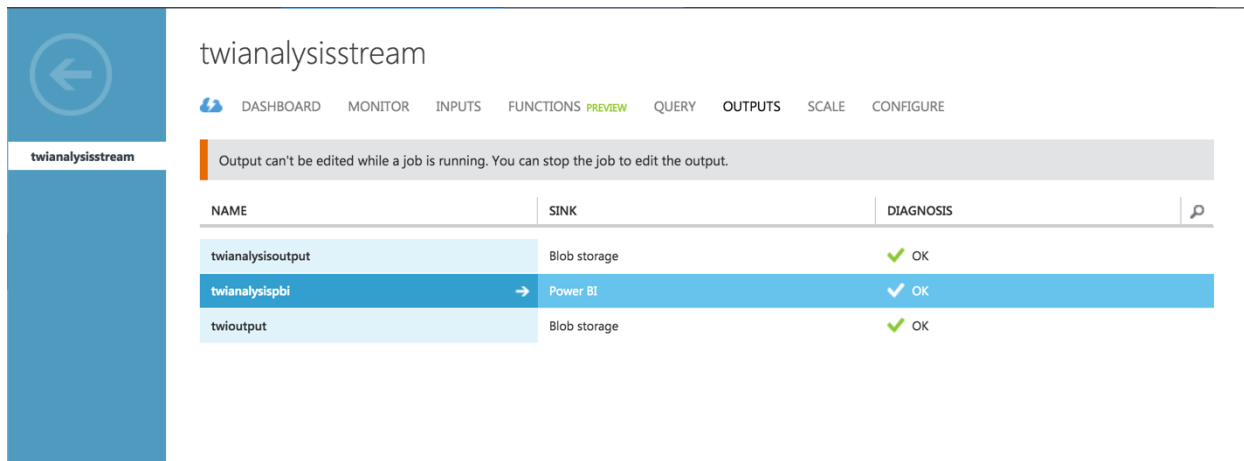 twianalysisstream
DASHBOARD MONITOR INPUTS FUNCTIONS PREVIEW QUERY OUTPUTS SCALE CONFIGURE
twianalysisstream
Output can't be edited while a job is running. You can stop the job to edit the output.
NAME SINK DIAGNOSIS
twianalysisoutput Blob storage OK
twianalysispbi Power BI OK
twioutput Blob storage OK